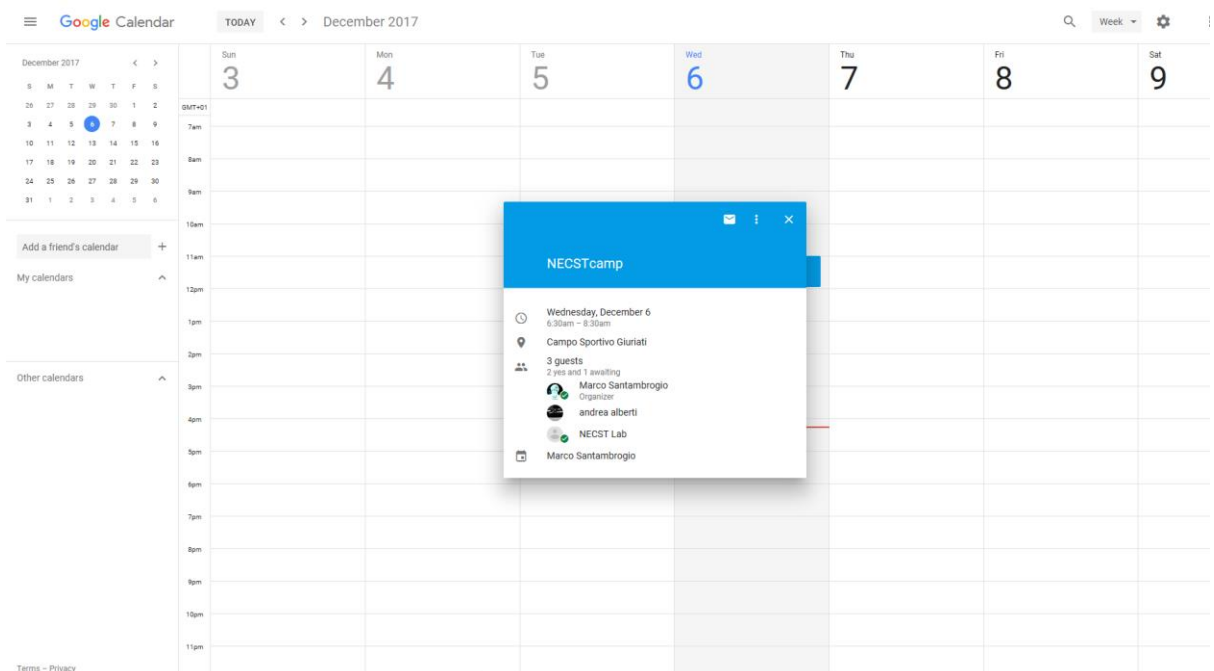 Google Calendar
TODAY < > December 2017
Week
December 2017 < >
S M T W T F S
26 27 28 29 30 1 2
3 4 5 6 7 8 9
10 11 12 13 14 15 16
17 18 19 20 21 22 23
24 25 26 27 28 29 30
31 1 2 3 4 5 6
Add a friend's calendar +
My calendars
Other calendars
Terms – Privacy
Sun Mon Tue Wed Thu Fri Sat
3 4 5 6 7 8 9
GMT+01
7am
8am
9am
10am
11am
12pm
1pm
2pm
3pm
4pm
5pm
6pm
7pm
8pm
9pm
10pm
11pm
NECSTcamp
Wednesday, December 6
6:30am – 8:30am
Campo Sportivo Giuriati
3 guests
2 yes and 1 awaiting
Marco Santambrogio
Organizer
andrea alberti
NECST Lab
Marco Santambrogio